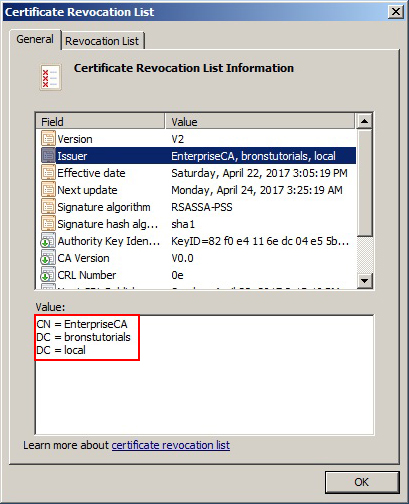 Certificate Revocation List
General
Revocation List
Certificate Revocation List Information
Field Value
Version V2
Issuer EnterpriseCA, bronstutorials, local
Effective date Saturday, April 22, 2017 3:05:19 PM
Next update Monday, April 24, 2017 3:25:19 AM
Signature algorithm RSASSA-PSS
Signature hash alg... sha1
Authority Key Iden... KeyID=82 f0 e4 11 6e dc 04 e5 5b...
CA Version V0.0
CRL Number 0e
Value:
CN = EnterpriseCA
DC = bronstutorials
DC = local
Learn more about certificate revocation list
OK